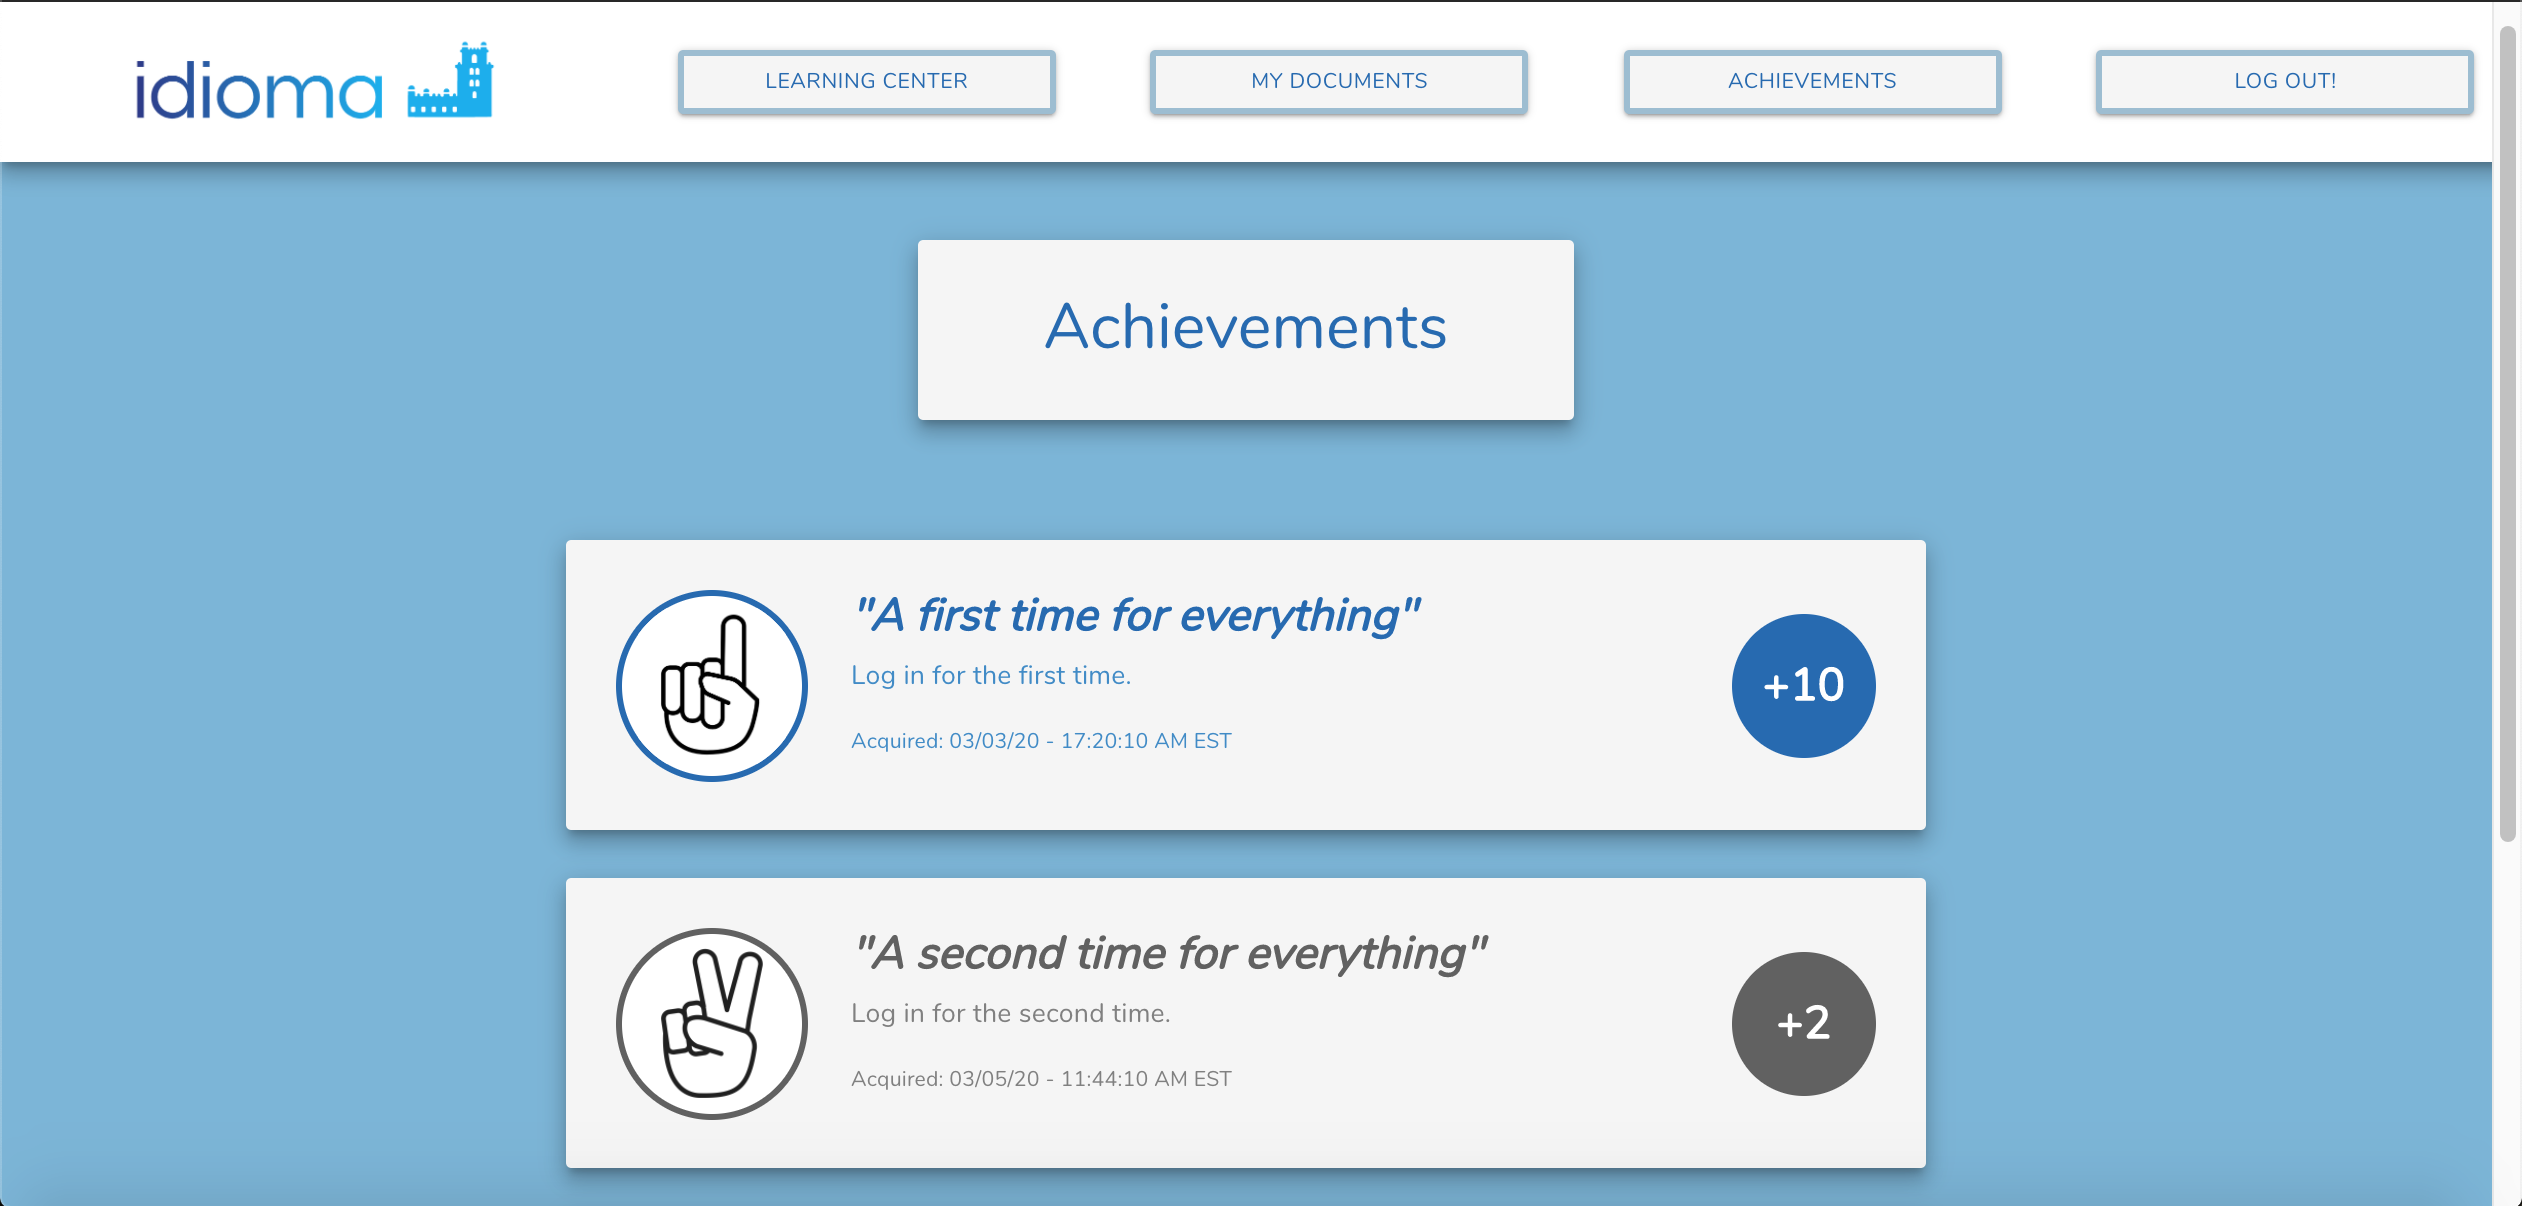 idioma
LEARNING CENTER
MY DOCUMENTS
ACHIEVEMENTS
LOG OUT!
Achievements
"A first time for everything"
Log in for the first time.
Acquired: 03/03/20 - 17:20:10 AM EST
+10
"A second time for everything"
Log in for the second time.
Acquired: 03/05/20 - 11:44:10 AM EST
+2